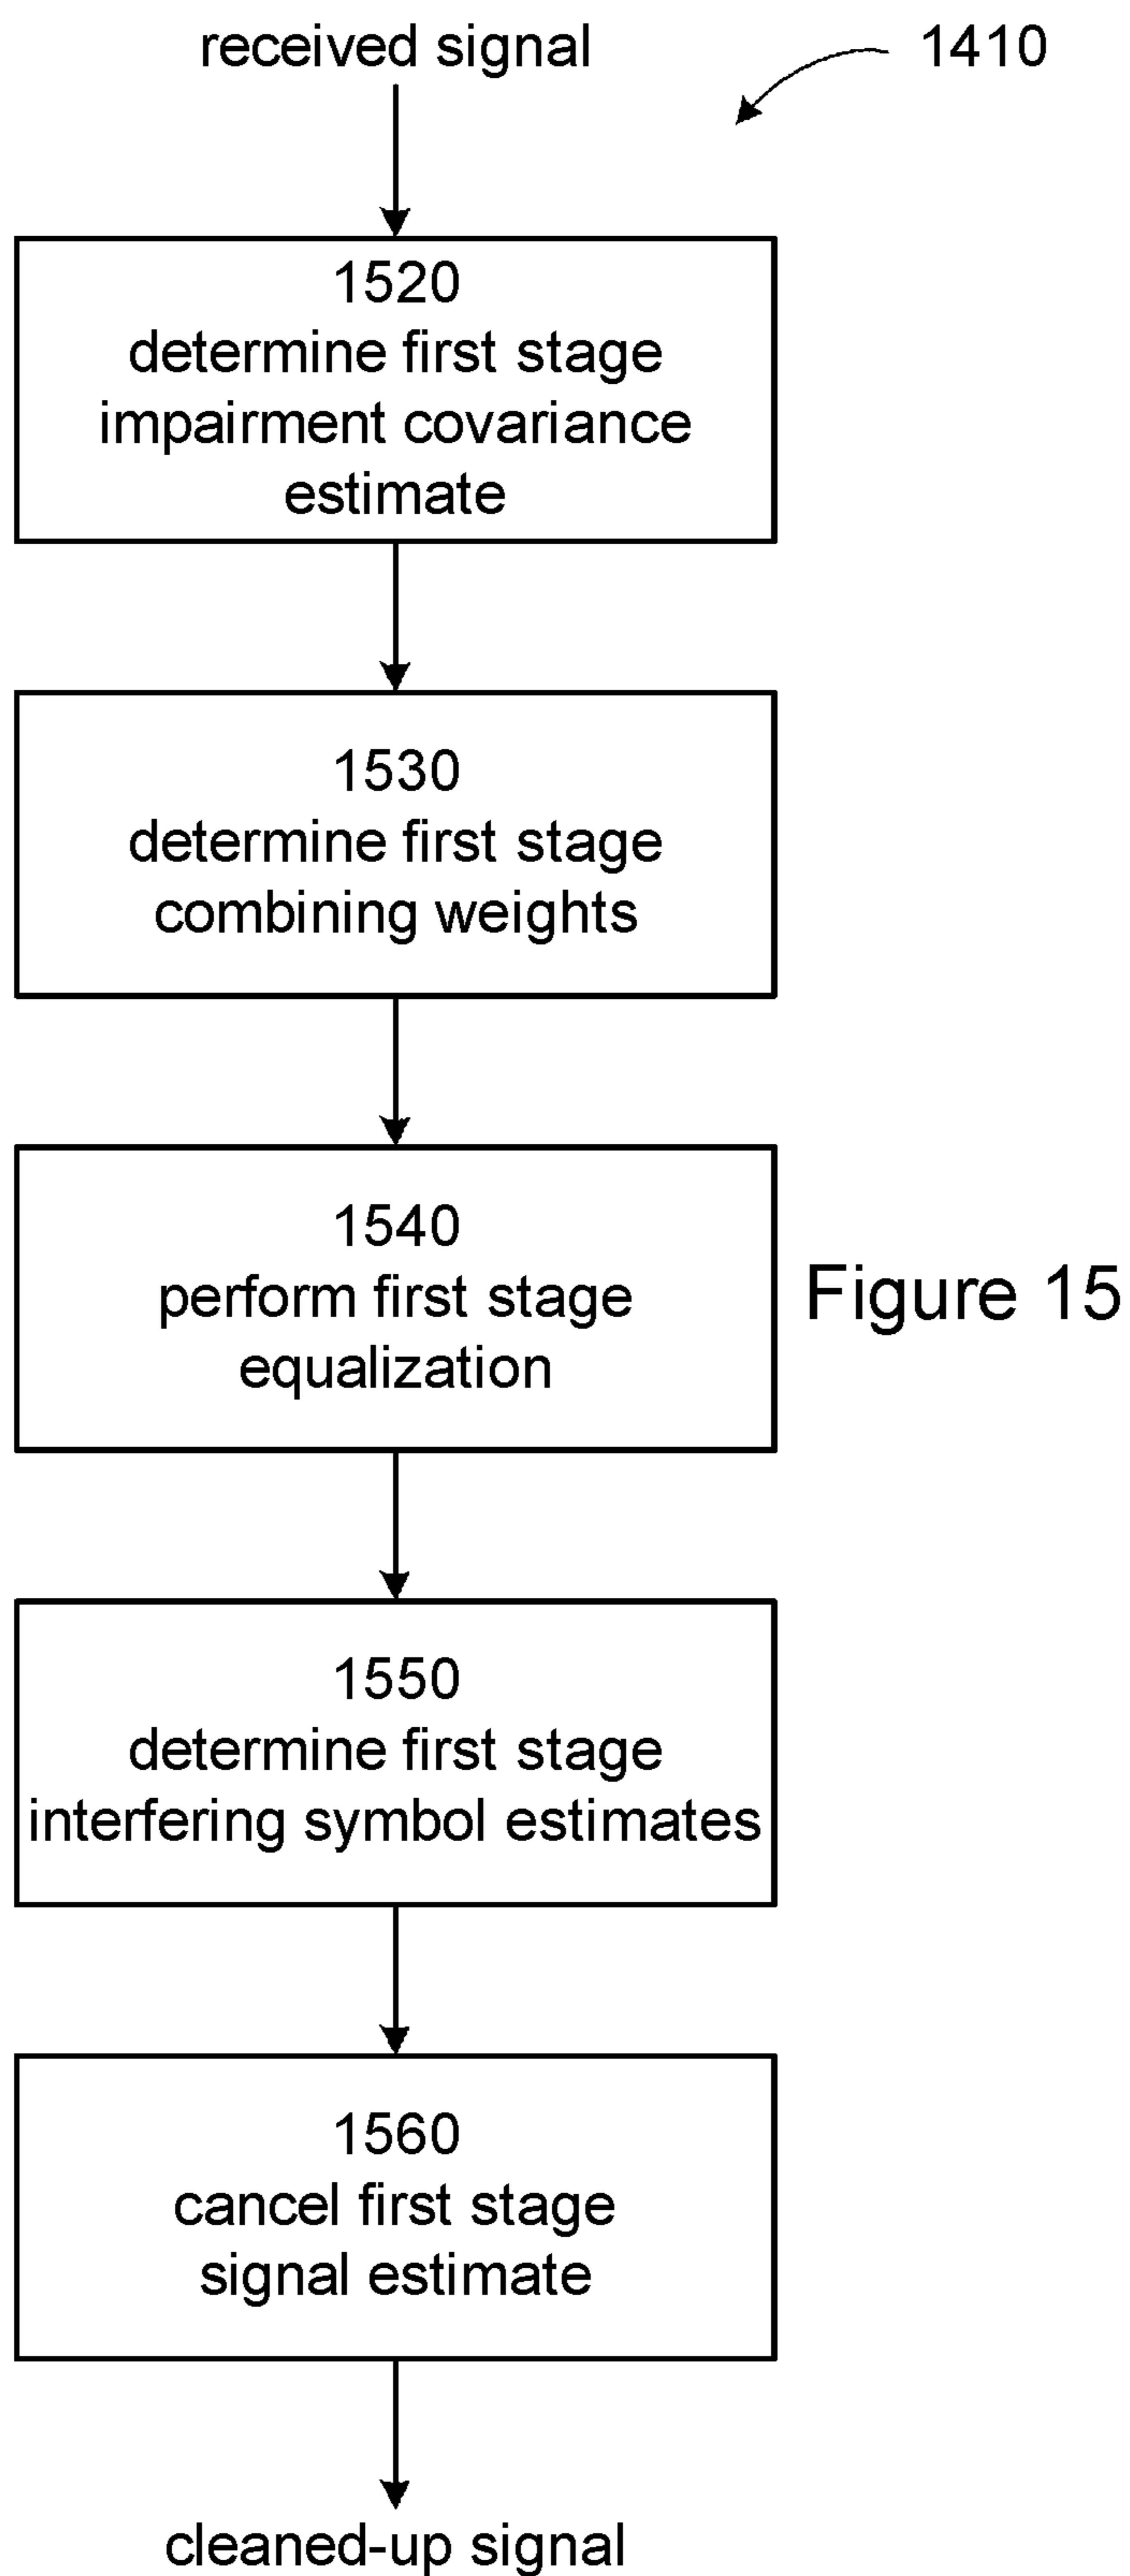 received signal
1410
1520
determine first stage
impairment covariance
estimate
1530
determine first stage
combining weights
1540
perform first stage
equalization
Figure 15
1550
determine first stage
interfering symbol estimates
1560
cancel first stage
signal estimate
cleaned-up signal